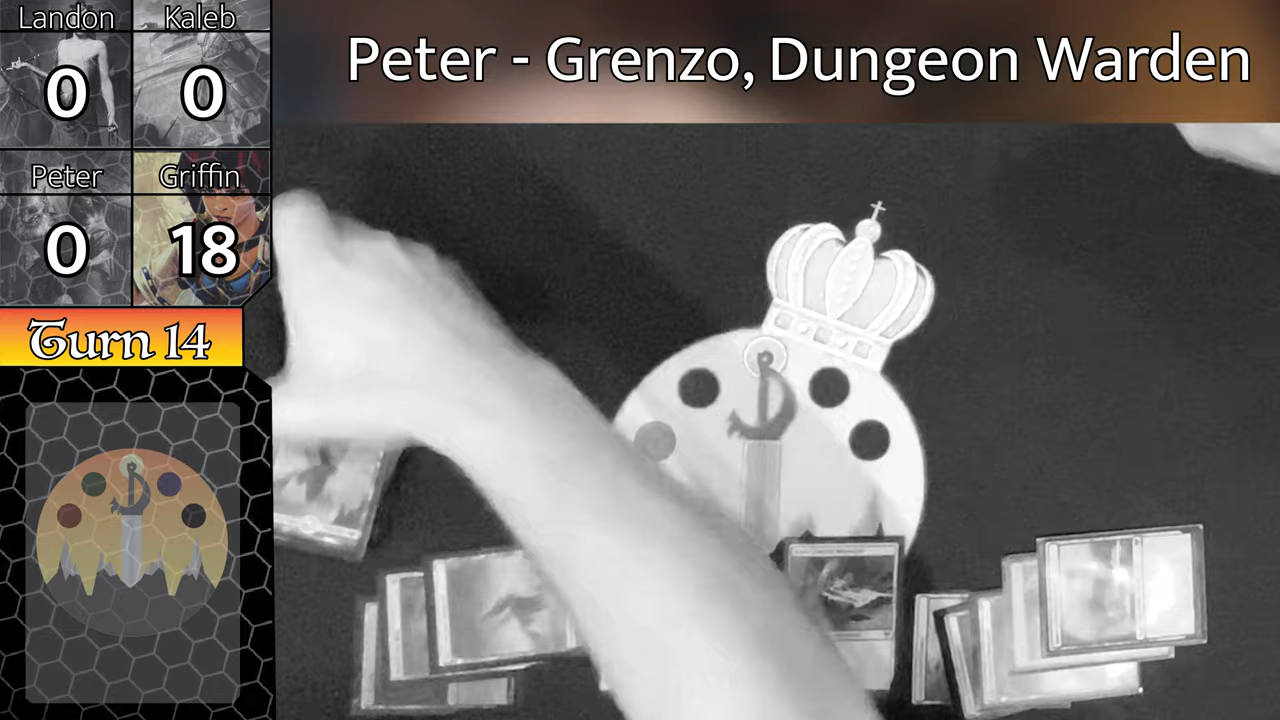 Landon Kaleb
0 0
Peter Griffin
0 18
Turn 14
Peter - Grenzo, Dungeon Warden